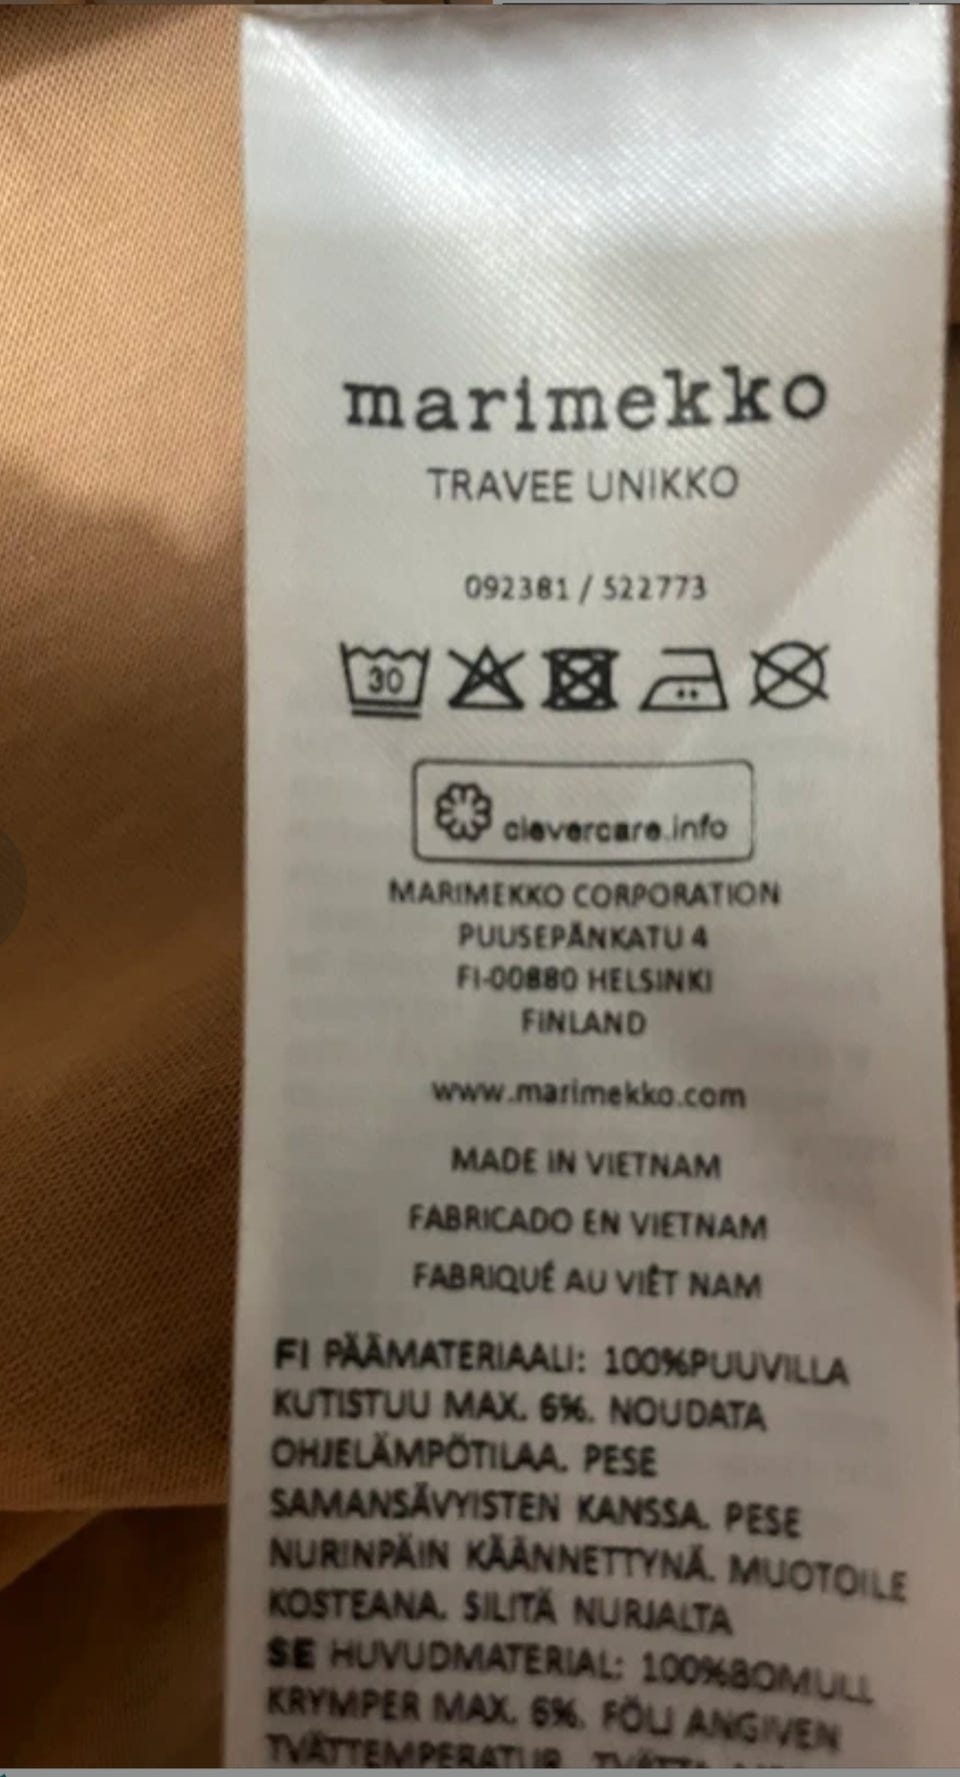 marimekko
TRAVEE UNIKKO
092381 / 522773
30
clevercare.info
MARIMEKKO CORPORATION
PUUSEPÄNKATU 4
FI-00880 HELSINKI
FINLAND
www.marimekko.com
MADE IN VIETNAM
FABRICADO EN VIETNAM
FABRIQUÉ AU VIÊT NAM
FI PÄÄMATERIAALI: 100%PUUVILLA
KUTISTUU MAX. 6%. NOUDATA
OHJELÄMPÖTILAA. PESE
SAMANSÄVYISTEN KANSSA. PESE
NURINPÄIN KÄÄNNETTYNÄ. MUOTOILE
KOSTEANA. SILITÄ NURJALTA
SE HUVUDMATERIAL: 100%BOMULL
KRYMPER MAX. 6%. FÖLJ ANGIVEN
TVÄTTEMPERATUR. TVÄTTA